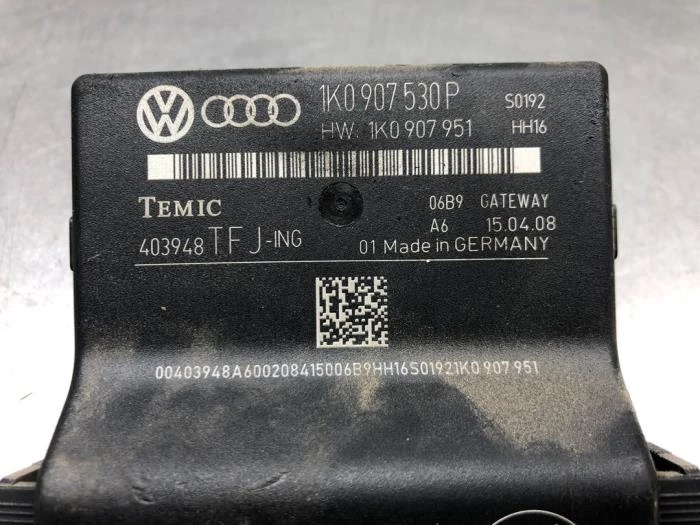 1K0 907 530 P S0192
HW. 1K0 907 951 HH16
TEMIC 06B9 GATEWAY
A6 15.04.08
403948 TFJ-ING 01 Made in GERMANY
00403948A600208415006B9HH16S01921K0 907 951